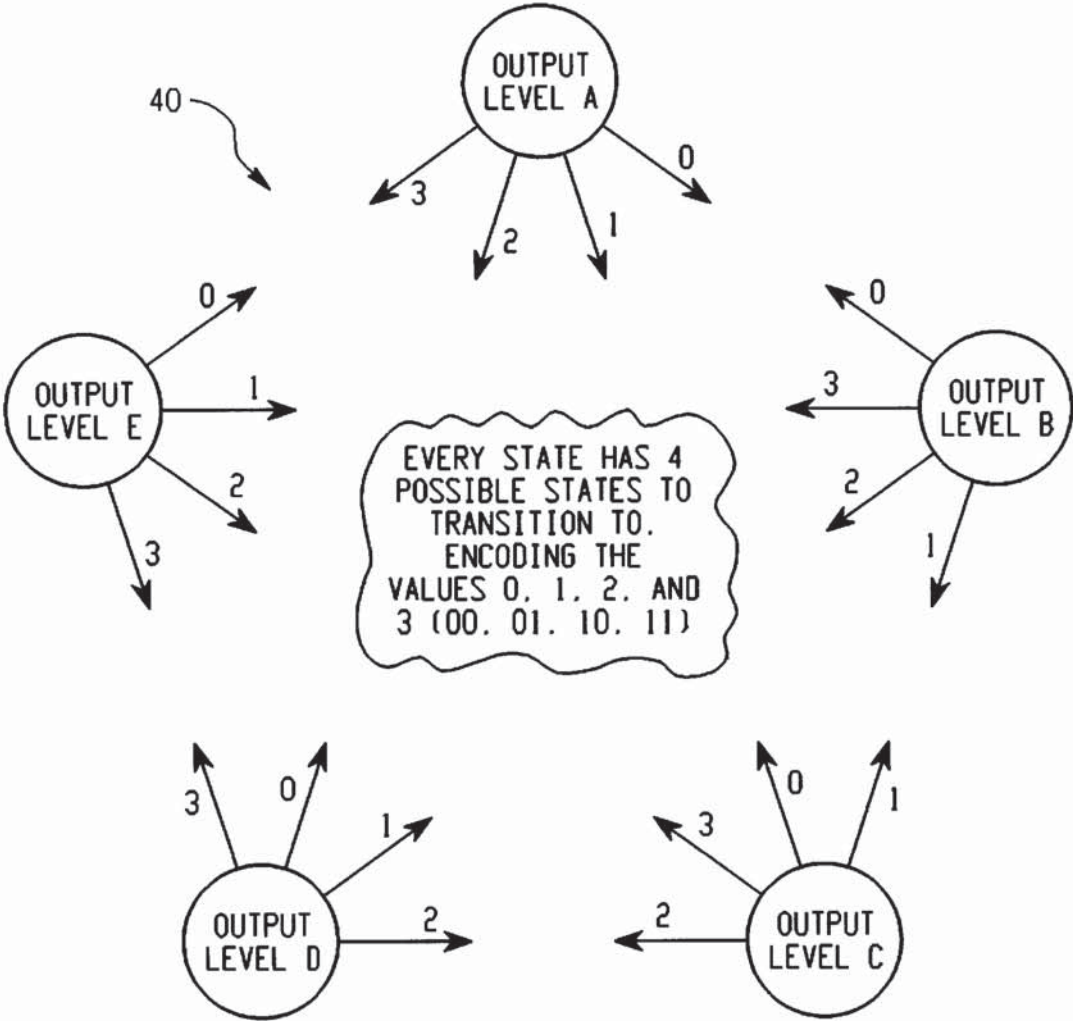 OUTPUT
LEVEL A
40
3
2
1
0
0
1
2
3
OUTPUT
LEVEL E
0
3
2
1
OUTPUT
LEVEL B
EVERY STATE HAS 4
POSSIBLE STATES TO
TRANSITION TO.
ENCODING THE
VALUES 0. 1. 2. AND
3 (00. 01. 10. 11)
3
0
1
2
OUTPUT
LEVEL D
0
1
3
2
OUTPUT
LEVEL C